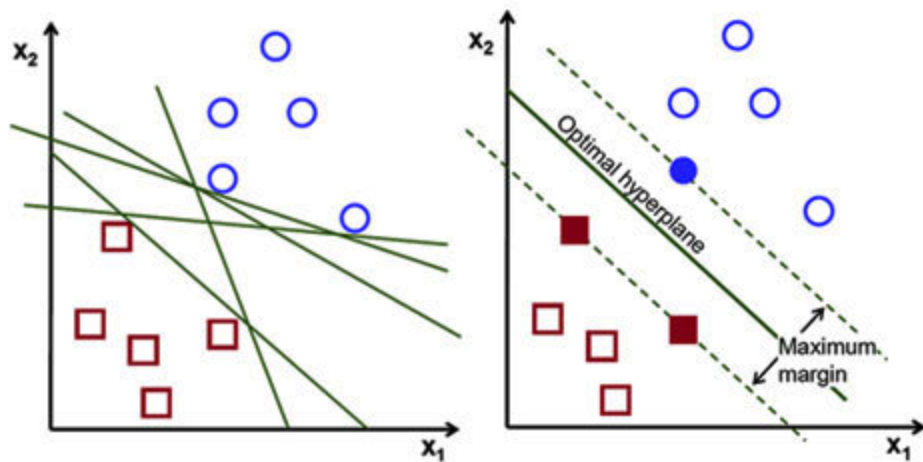 x₂
x₁
x₂
Optimal hyperplane
Maximum
margin
x₁